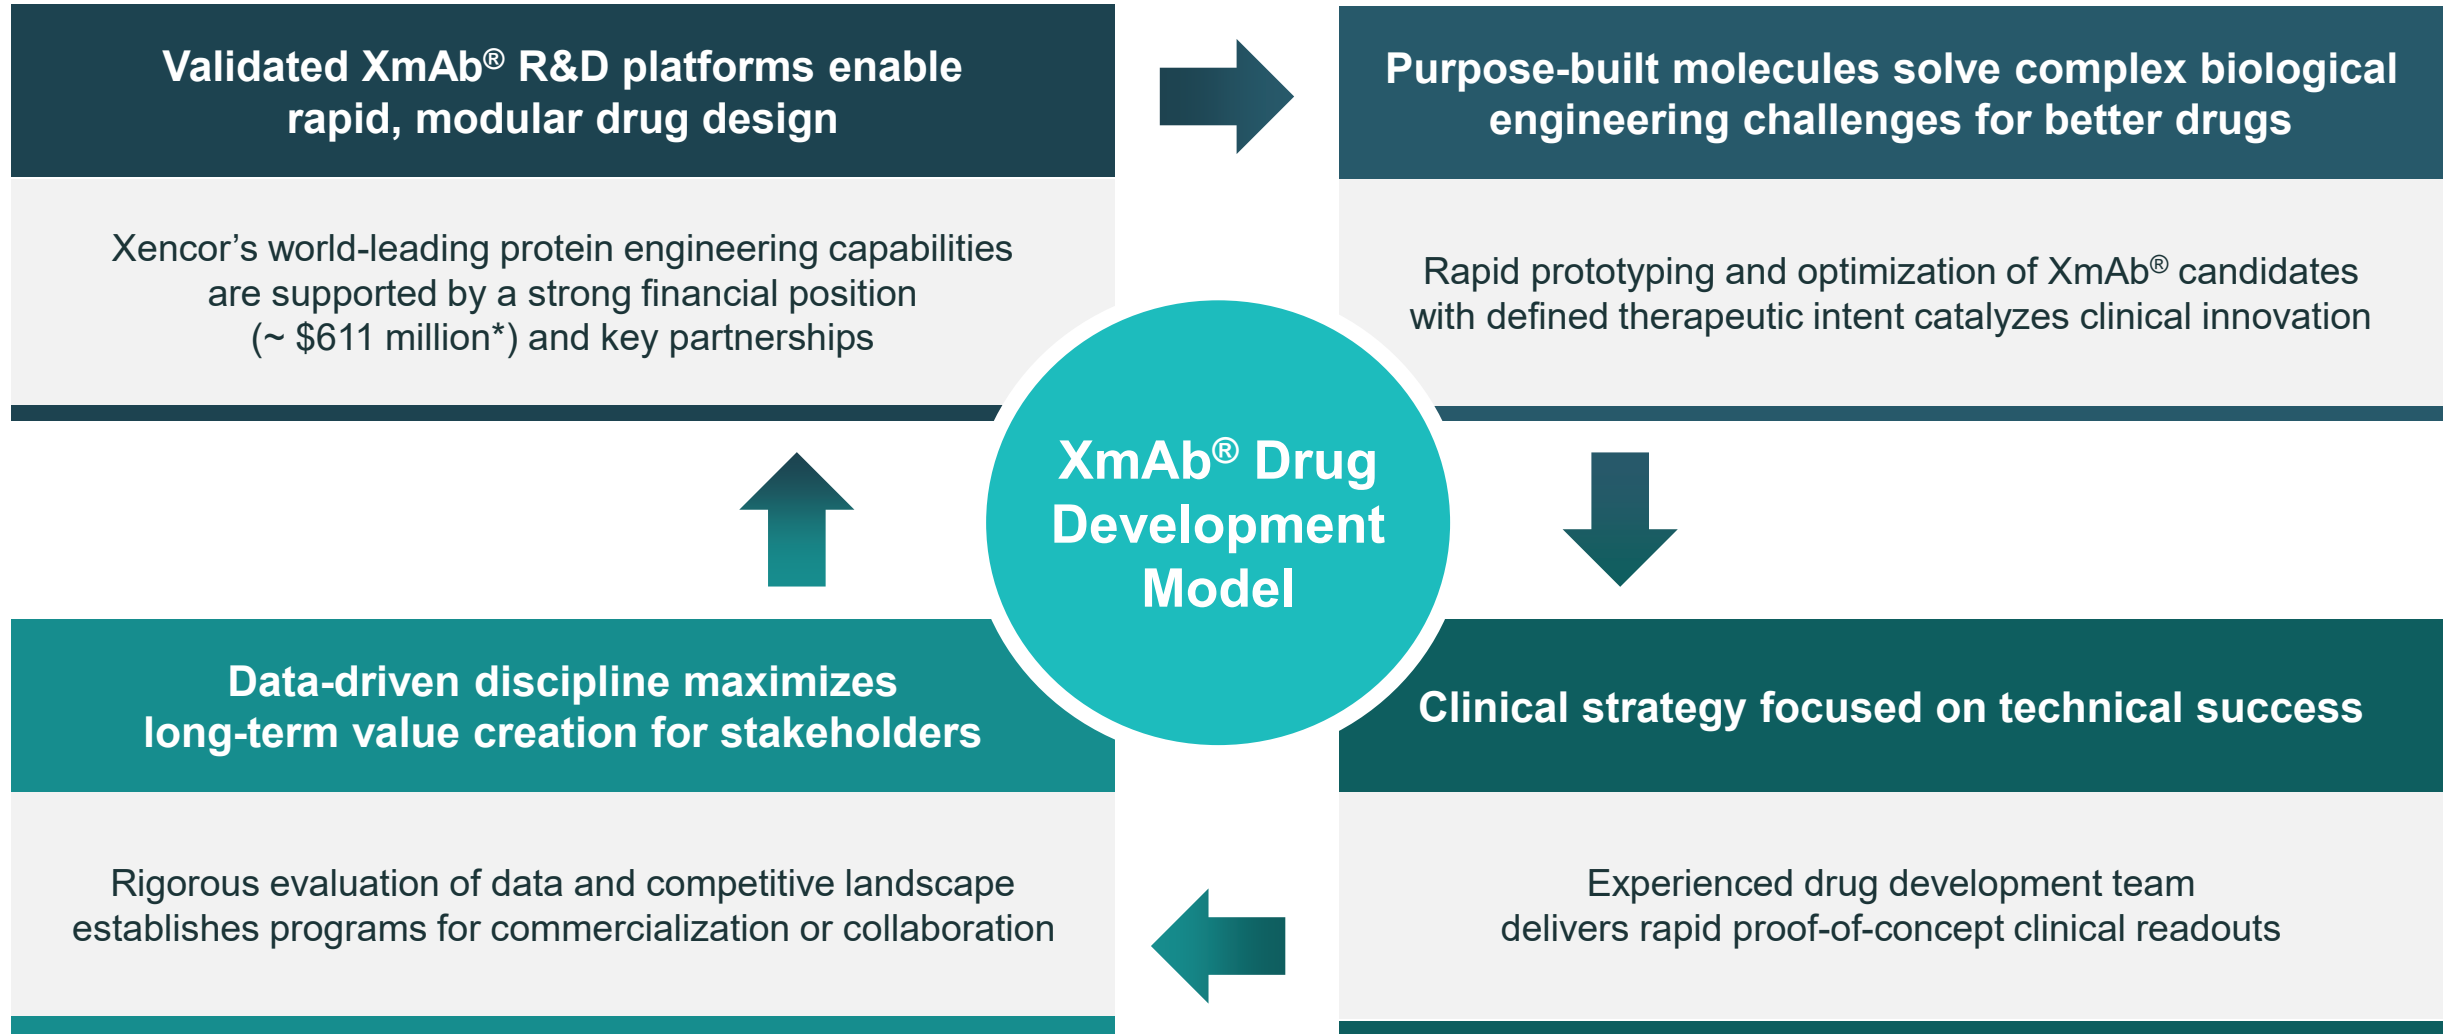 Validated XmAb® R&D platforms enable
rapid, modular drug design
Xencor’s world-leading protein engineering capabilities
are supported by a strong financial position
(~ $611 million*) and key partnerships
Purpose-built molecules solve complex biological
engineering challenges for better drugs
Rapid prototyping and optimization of XmAb® candidates
with defined therapeutic intent catalyzes clinical innovation
XmAb® Drug
Development
Model
Data-driven discipline maximizes
long-term value creation for stakeholders
Rigorous evaluation of data and competitive landscape
establishes programs for commercialization or collaboration
Clinical strategy focused on technical success
Experienced drug development team
delivers rapid proof-of-concept clinical readouts